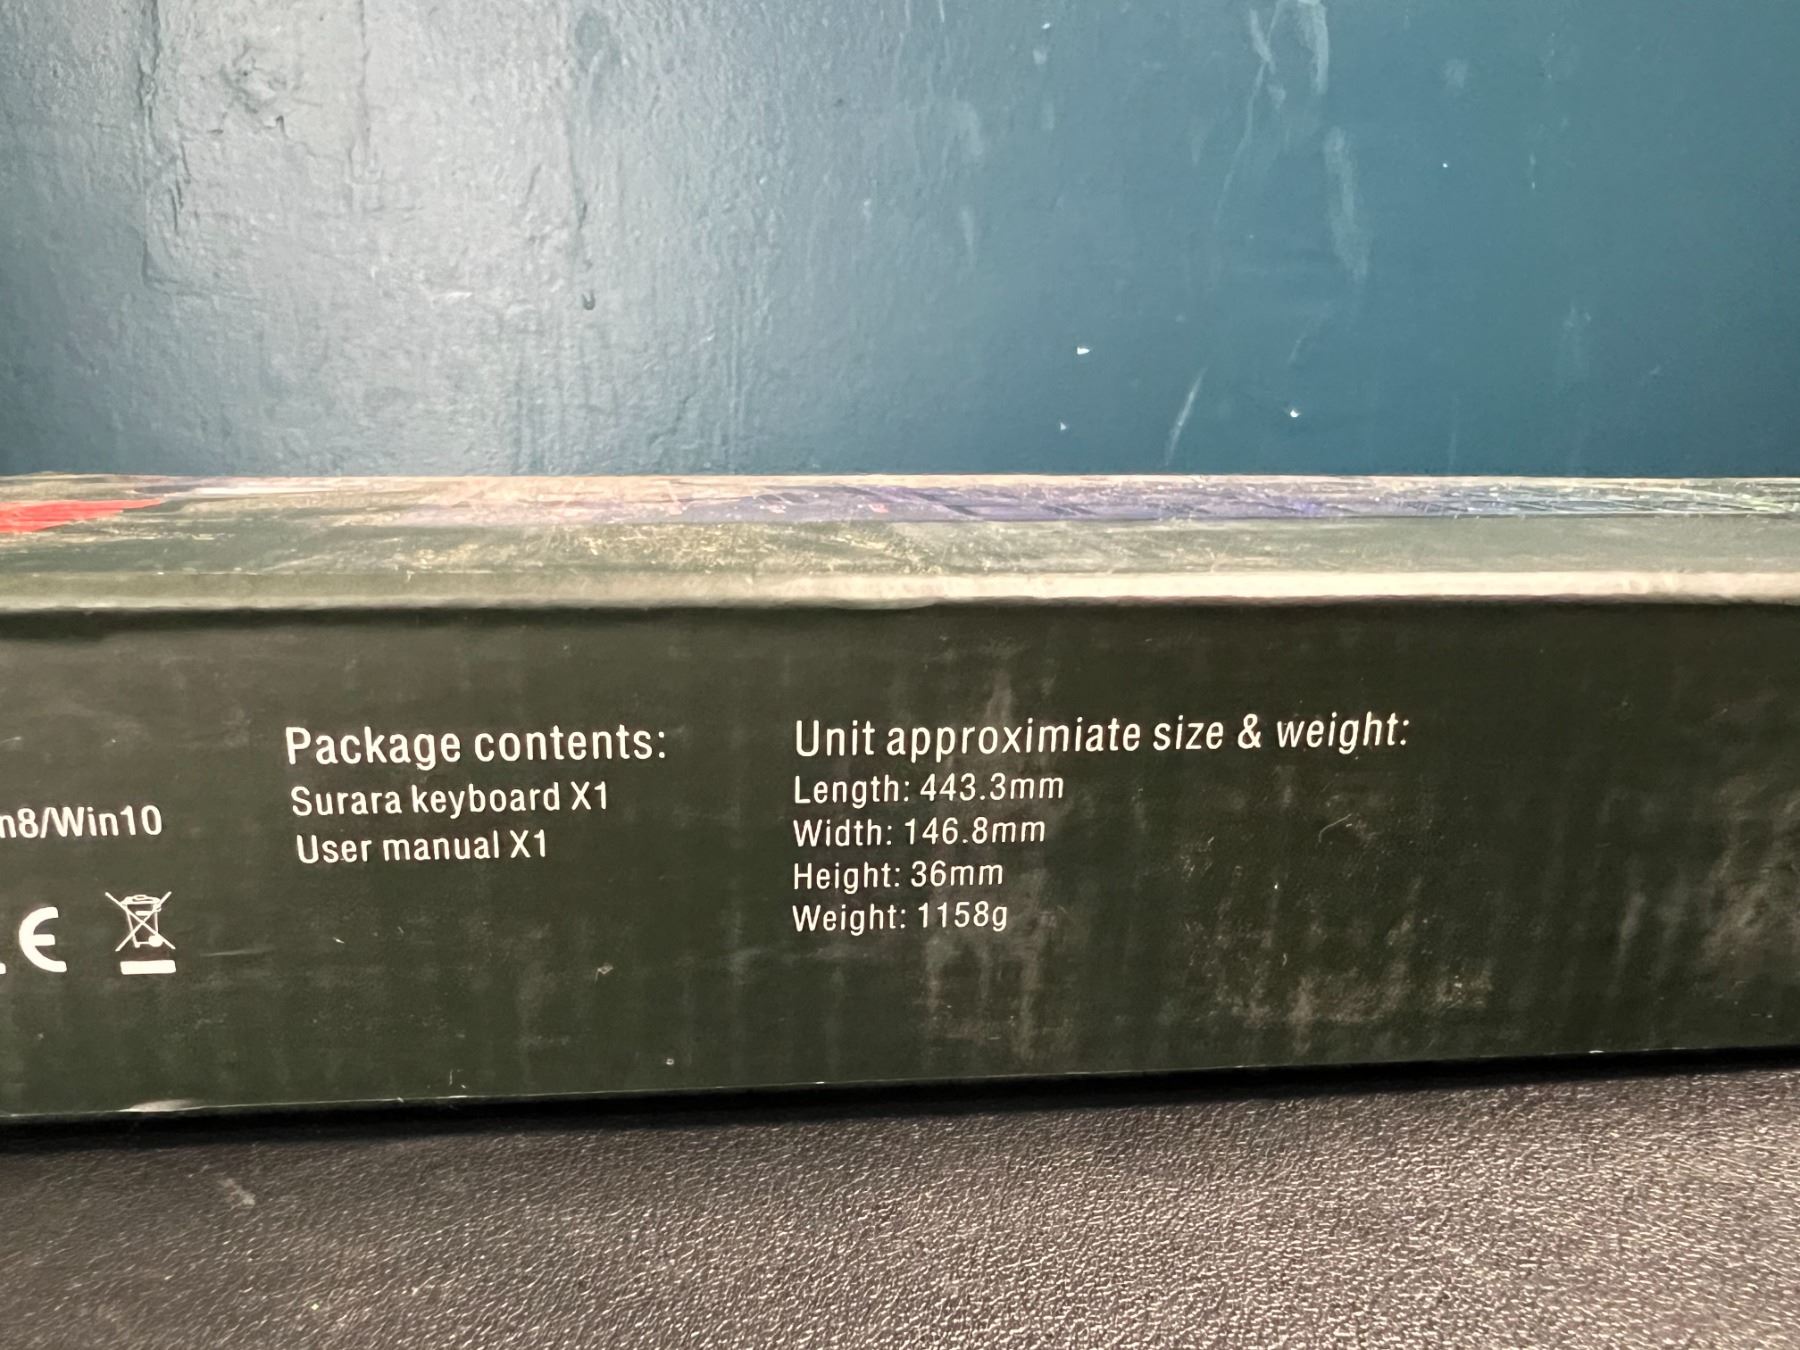 n8/Win10
CE
Package contents:
Surara keyboard X1
User manual X1
Unit approximiate size & weight:
Length: 443.3mm
Width: 146.8mm
Height: 36mm
Weight: 1158g